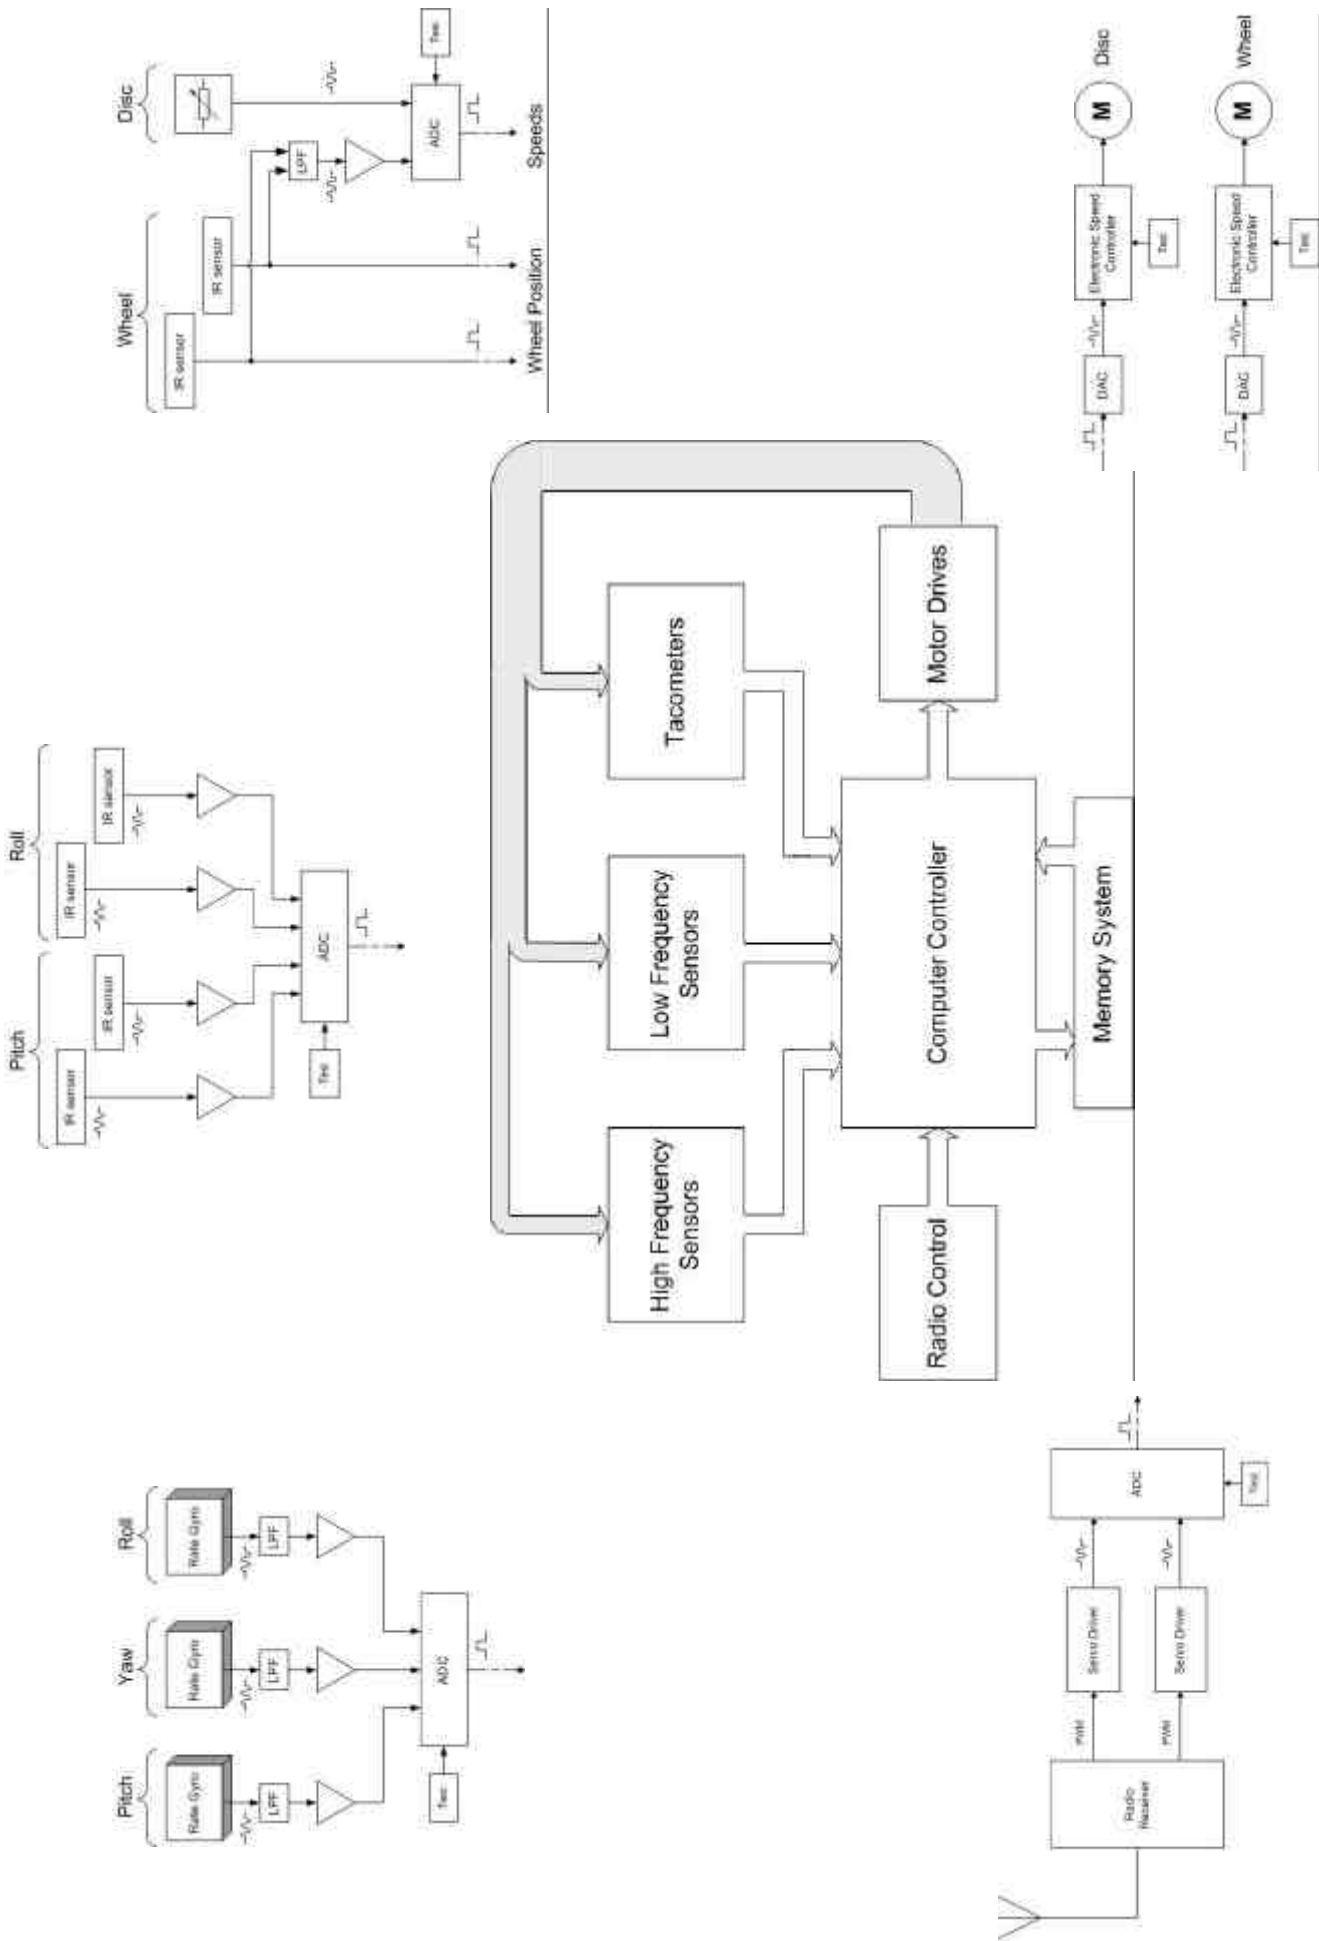 Pitch
Yaw
Roll
Rate Gyro
Rate Gyro
Rate Gyro
LPF
LPF
LPF
Test
ADC
Pitch
Roll
IR sensor
IR sensor
IR sensor
IR sensor
Test
ADC
Wheel
Disc
IR sensor
IR sensor
LPF
ADC
Test
Wheel Position
Speeds
High Frequency
Sensors
Low Frequency
Sensors
Tacometers
Radio Control
Computer Controller
Motor Drives
Memory System
Radio
Receiver
PWM
PWM
Servo Driver
Servo Driver
ADC
Test
DAC
Electronic Speed
Controller
Test
M
Disc
DAC
Electronic Speed
Controller
Test
M
Wheel